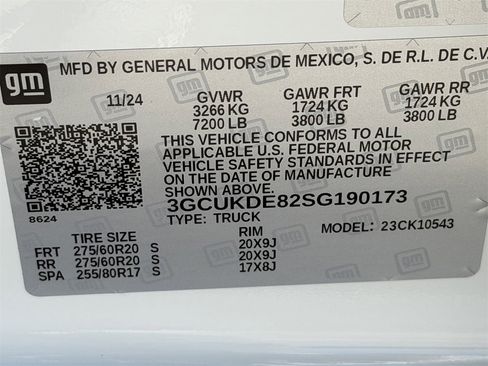 gm MFD BY GENERAL MOTORS DE MEXICO, S. DE R.L. DE C.V.
11/24 GVWR GAWR FRT GAWR RR
3266 KG 1724 KG 1724 KG
7200 LB 3800 LB 3800 LB
THIS VEHICLE CONFORMS TO ALL
APPLICABLE U.S. FEDERAL MOTOR
VEHICLE SAFETY STANDARDS IN EFFECT
ON THE DATE OF MANUFACTURE
SHOWN ABOVE.
8624 3GCUKDE82SG190173
TYPE: TRUCK MODEL: 23CK10543
TIRE SIZE RIM
FRT 275/60R20 S 20X9J
RR 275/60R20 S 20X9J
SPA 255/80R17 S 17X8J